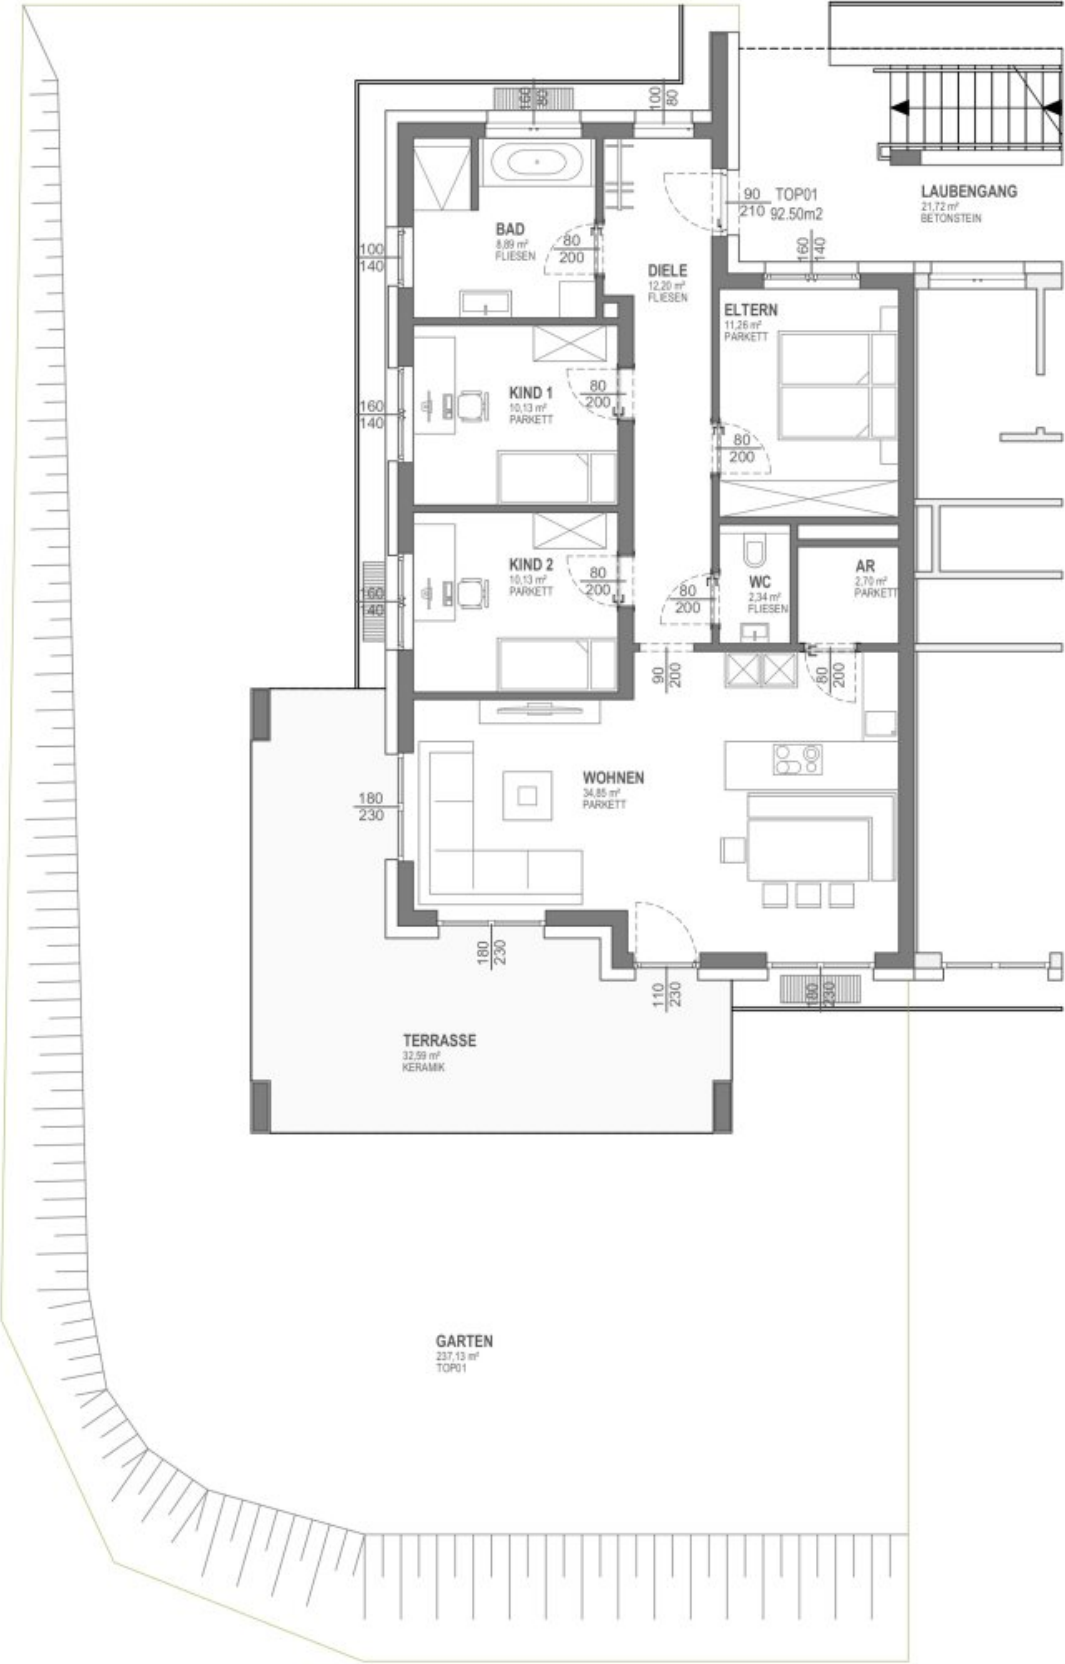 160
80
100
80
90
210
TOP01
92.50m2
LAUBENGANG
21,72 m²
BETONSTEIN
160
140
BAD
8,89 m²
FLIESEN
80
200
100
140
DIELE
12,20 m²
FLIESEN
ELTERN
11,26 m²
PARKETT
KIND 1
10,13 m²
PARKETT
80
200
160
140
80
200
KIND 2
10,13 m²
PARKETT
80
200
160
140
80
200
WC
2,34 m²
FLIESEN
AR
2,70 m²
PARKETT
90
200
80
200
WOHNEN
34,85 m²
PARKETT
180
230
180
230
110
230
180
230
TERRASSE
32,59 m²
KERAMIK
GARTEN
237,13 m²
TOP01